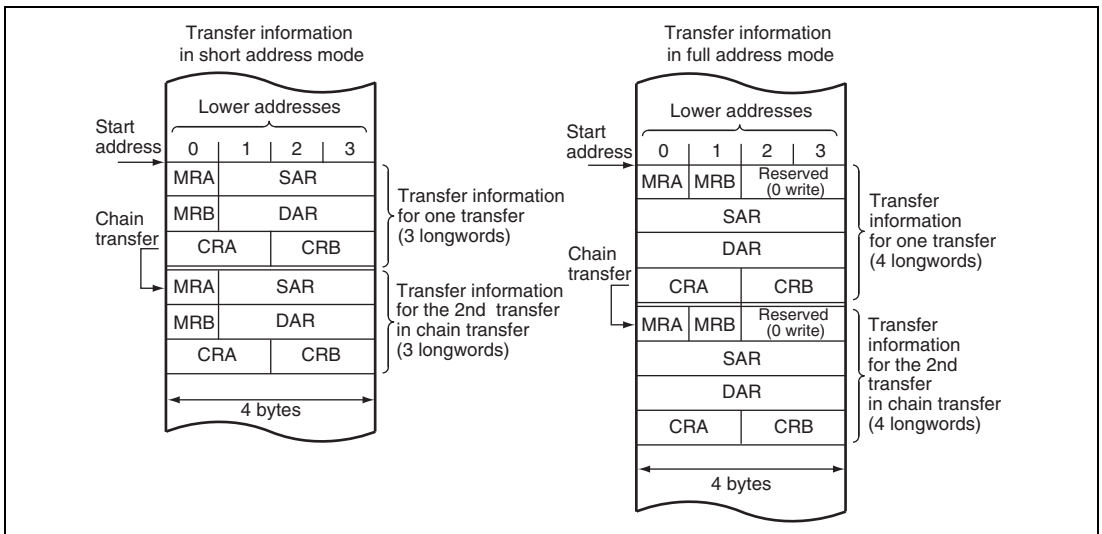 Transfer information
in short address mode
Lower addresses
Start
address
0 1 2 3
MRA SAR
MRB DAR
CRA CRB
Transfer information
for one transfer
(3 longwords)
Chain
transfer
MRA SAR
MRB DAR
CRA CRB
Transfer information
for the 2nd transfer
in chain transfer
(3 longwords)
4 bytes
Transfer information
in full address mode
Lower addresses
Start
address
0 1 2 3
MRA MRB Reserved
(0 write)
SAR
DAR
CRA CRB
Transfer
information
for one transfer
(4 longwords)
Chain
transfer
MRA MRB Reserved
(0 write)
SAR
DAR
CRA CRB
Transfer
information
for the 2nd
transfer
in chain transfer
(4 longwords)
4 bytes